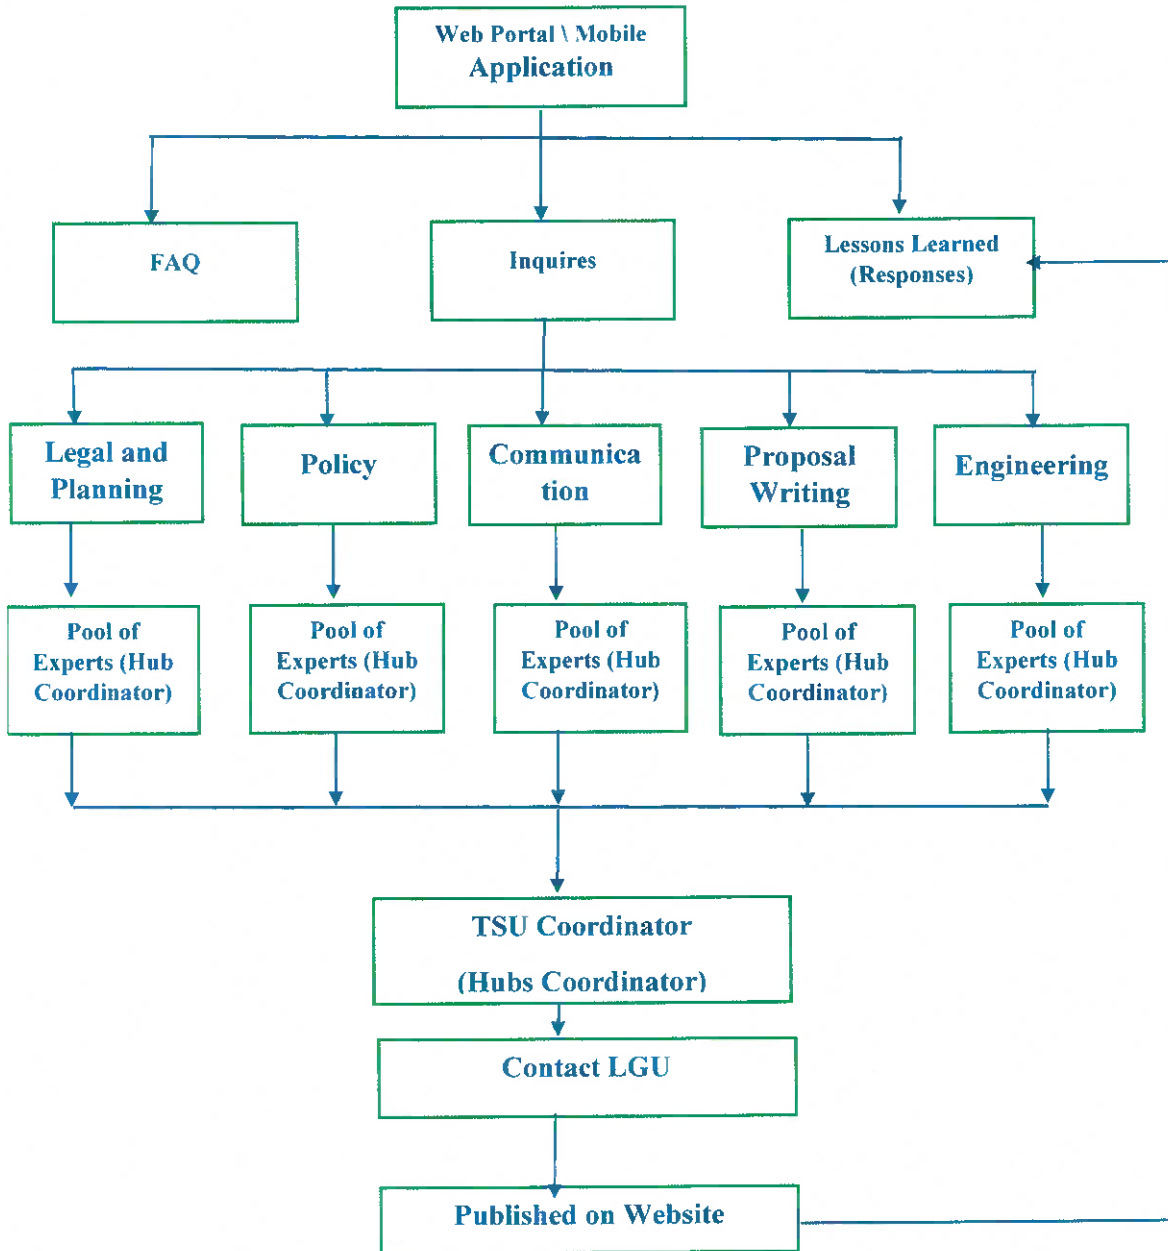 Web Portal \ Mobile
Application
FAQ
Inquires
Lessons Learned
(Responses)
Legal and
Planning
Policy
Communica
tion
Proposal
Writing
Engineering
Pool of
Experts (Hub
Coordinator)
Pool of
Experts (Hub
Coordinator)
Pool of
Experts (Hub
Coordinator)
Pool of
Experts (Hub
Coordinator)
Pool of
Experts (Hub
Coordinator)
TSU Coordinator
(Hubs Coordinator)
Contact LGU
Published on Website